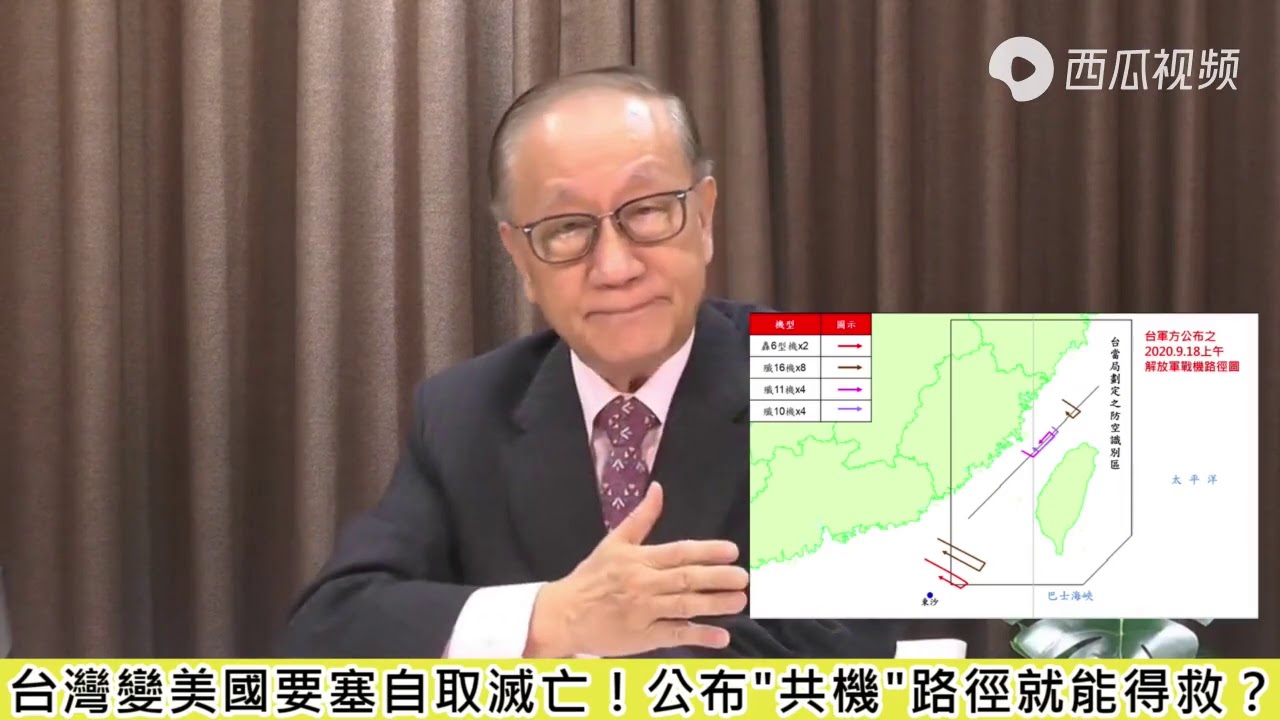 西瓜视频
機型 圖示
轟6型機x2
殲16機x8
殲11機x4
殲10機x4
台當局劃定之防空識別區
台軍方公布之
2020.9.18上午
解放軍戰機路徑圖
太平洋
東沙
巴士海峽
台灣變美國要塞自取滅亡！公布"共機"路徑就能得救？